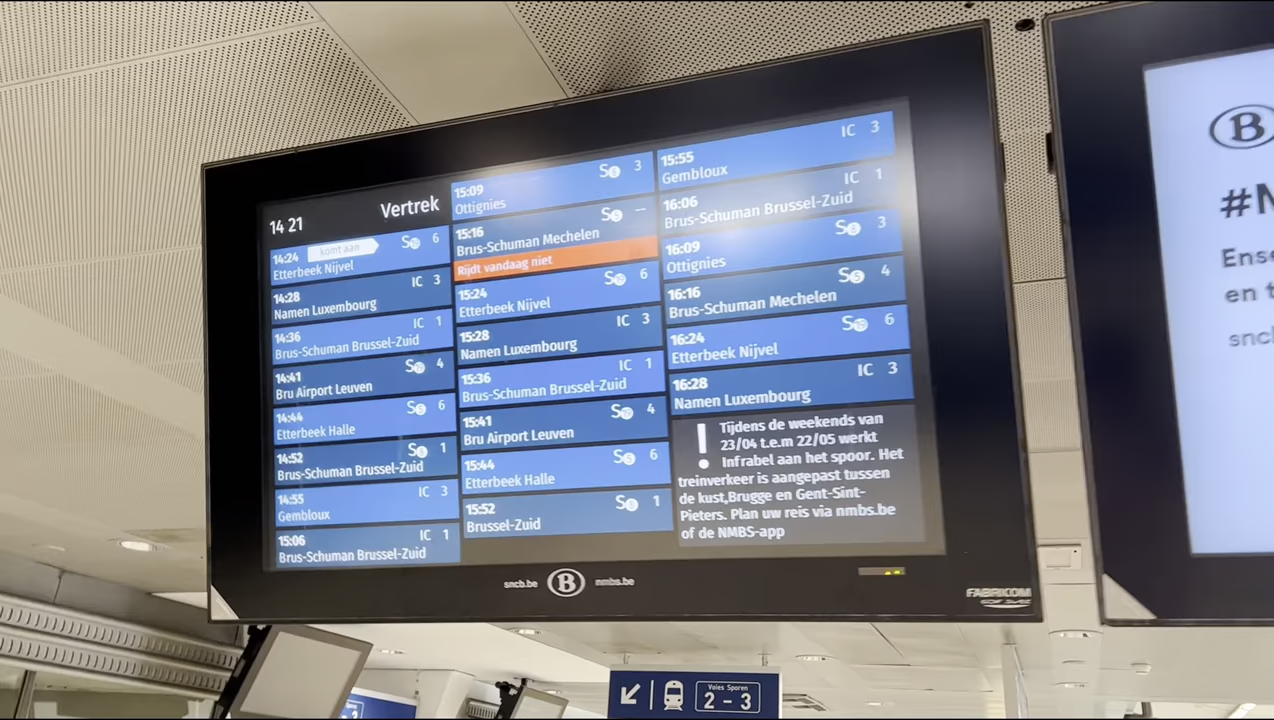 14 21 Vertrek
14:24 komt aan 6
Etterbeek Nijvel
14:28 IC 3
Namen Luxembourg
14:36 IC 1
Brus-Schuman Brussel-Zuid
14:41 4
Bru Airport Leuven
14:44 6
Etterbeek Halle
14:52 1
Brus-Schuman Brussel-Zuid
14:55 IC 3
Gembloux
15:06 IC 1
Brus-Schuman Brussel-Zuid
15:09 3
Ottignies
15:16 --
Brus-Schuman Mechelen
Rijdt vandaag niet
15:24 6
Etterbeek Nijvel
15:28 IC 3
Namen Luxembourg
15:36 IC 1
Brus-Schuman Brussel-Zuid
15:41 4
Bru Airport Leuven
15:44 6
Etterbeek Halle
15:52 1
Brussel-Zuid
15:55 IC 3
Gembloux
16:06 IC 1
Brus-Schuman Brussel-Zuid
16:09 3
Ottignies
16:16 S5 4
Brus-Schuman Mechelen
16:24 6
Etterbeek Nijvel
16:28 IC 3
Namen Luxembourg
! Tijdens de weekends van
23/04 t.e.m 22/05 werkt
Infrabel aan het spoor. Het
treinverkeer is aangepast tussen
de kust,Brugge en Gent-Sint-
Pieters. Plan uw reis via nmbs.be
of de NMBS-app
sncb.be B nmbs.be
FABRICOM
B
en t
Voies Sporen
2 - 3